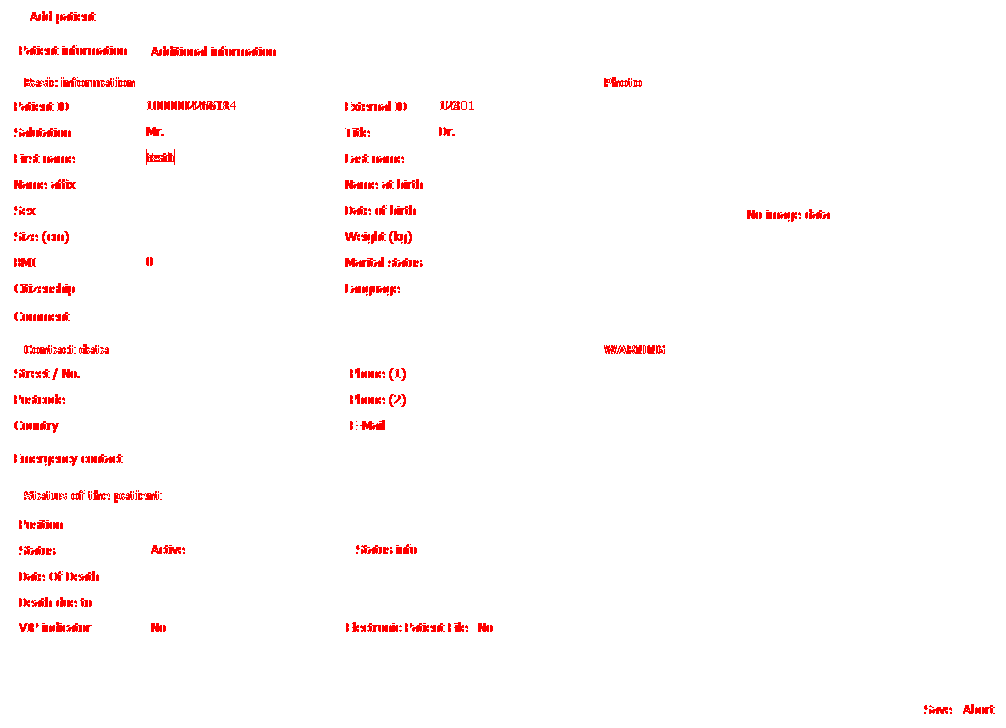 Add patient
Patient information Additional information
Basic information Photo
Patient ID External ID
Salutation Mr. Title Dr.
First name Last name
Name affix Name at birth
Sex Date of birth
No image data
Size (cm) Weight (kg)
BMI 0 Marital status
Citizenship Language
Comment
Contact data WARNING
Street / No. Phone (1)
Postcode Phone (2)
Country E-Mail
Emergency contact
Status of the patient
Position
Status Active Status info
Date Of Death
Death due to
VIP indicator No Electronic Patient File No
Save Abort